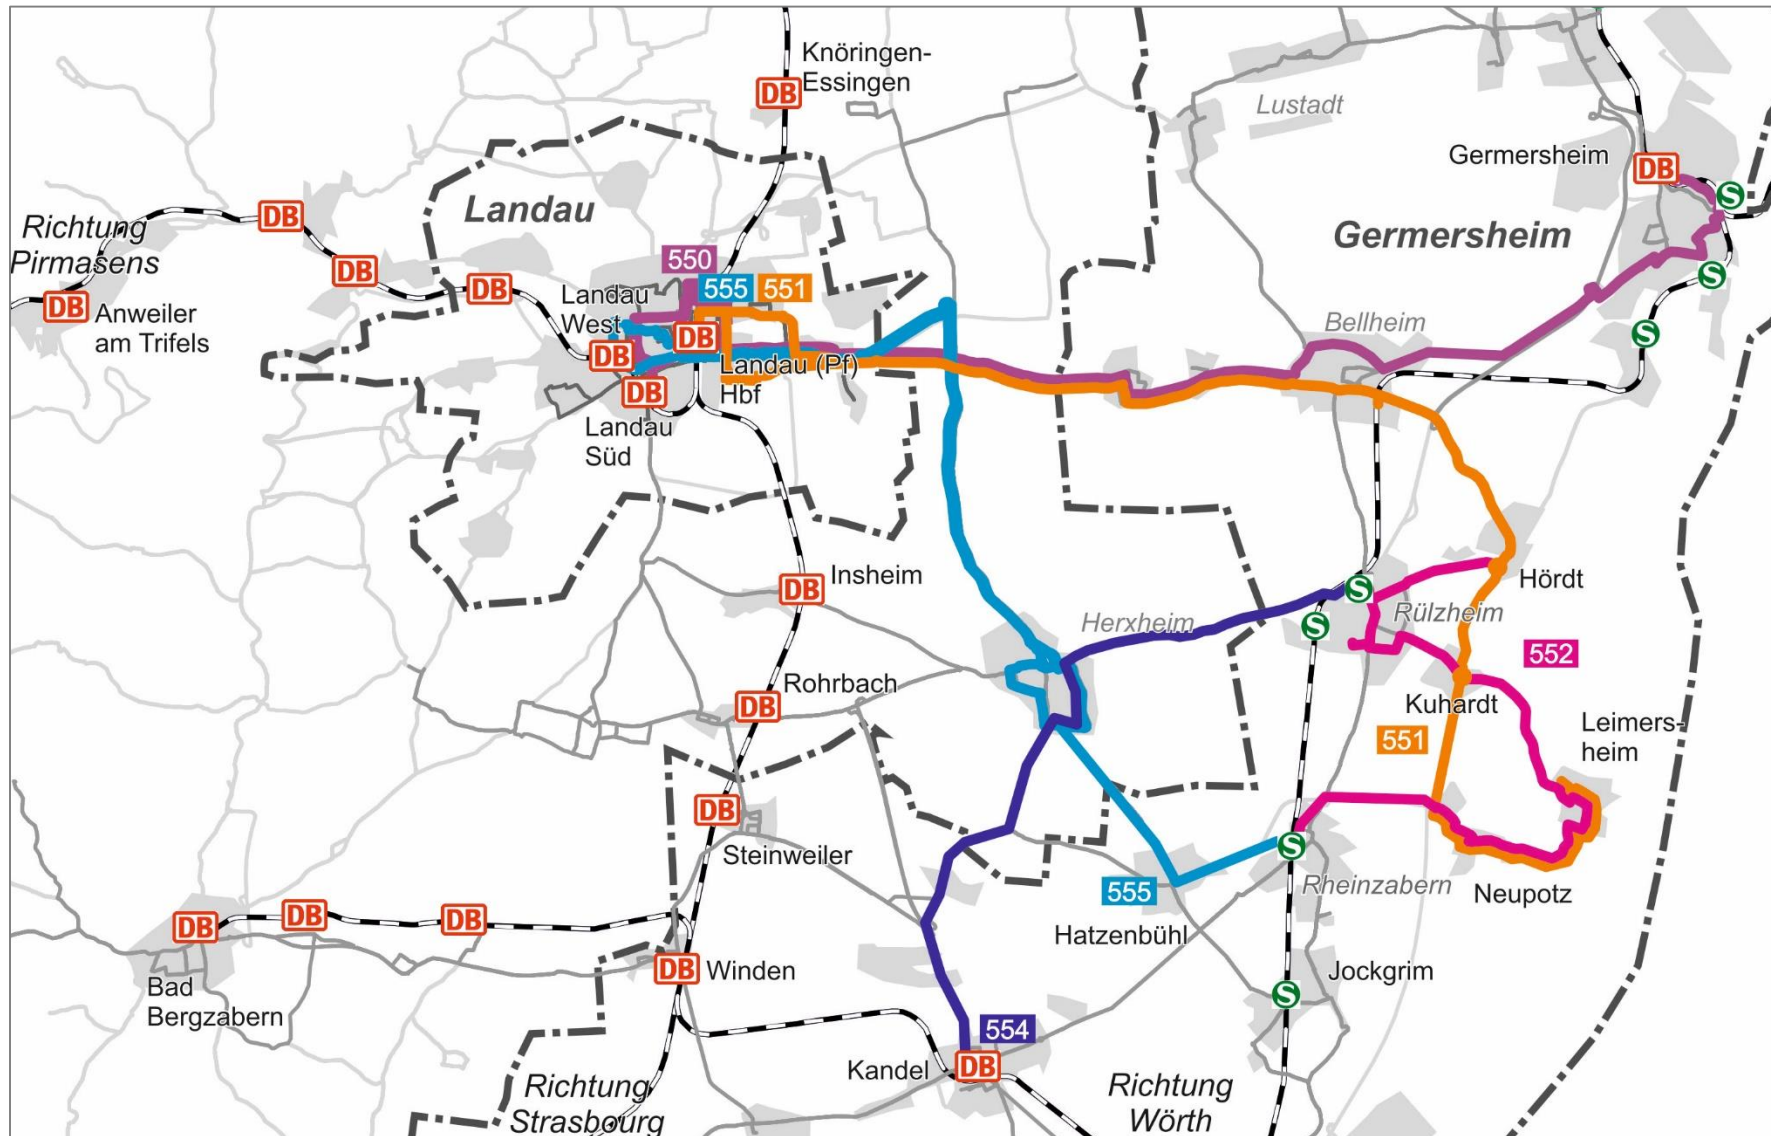 Knöringen-
Essingen
DB
Lustadt
Germersheim
DB
S
Richtung
Pirmasens
DB
Landau
Germersheim
DB
DB
DB
Anweiler
am Trifels
550
555
551
S
S
Landau
West
DB
DB
Landau (Pf)
Hbf
Bellheim
DB
Landau
Süd
DB
Insheim
S
Hördt
S
Rülzheim
Herxheim
552
DB
Rohrbach
Kuhardt
551
Leimers-
heim
DB
Steinweiler
S
Rheinzabern
Neupotz
555
Hatzenbühl
DB
DB
DB
Bad
Bergzabern
DB
Winden
Jockgrim
S
554
Kandel
DB
Richtung
Strasbourg
Richtung
Wörth